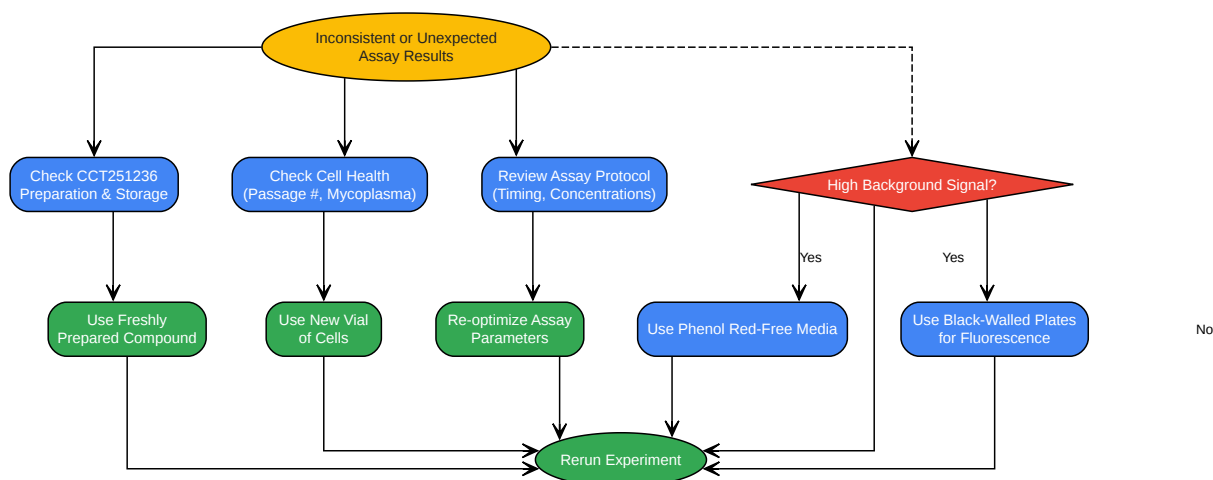 Inconsistent or Unexpected
Assay Results
Check CCT251236
Preparation & Storage
Check Cell Health
(Passage #, Mycoplasma)
Review Assay Protocol
(Timing, Concentrations)
High Background Signal?
Yes
Yes
Use Freshly
Prepared Compound
Use New Vial
of Cells
Re-optimize Assay
Parameters
Use Phenol Red-Free Media
Use Black-Walled Plates
for Fluorescence
No
Rerun Experiment